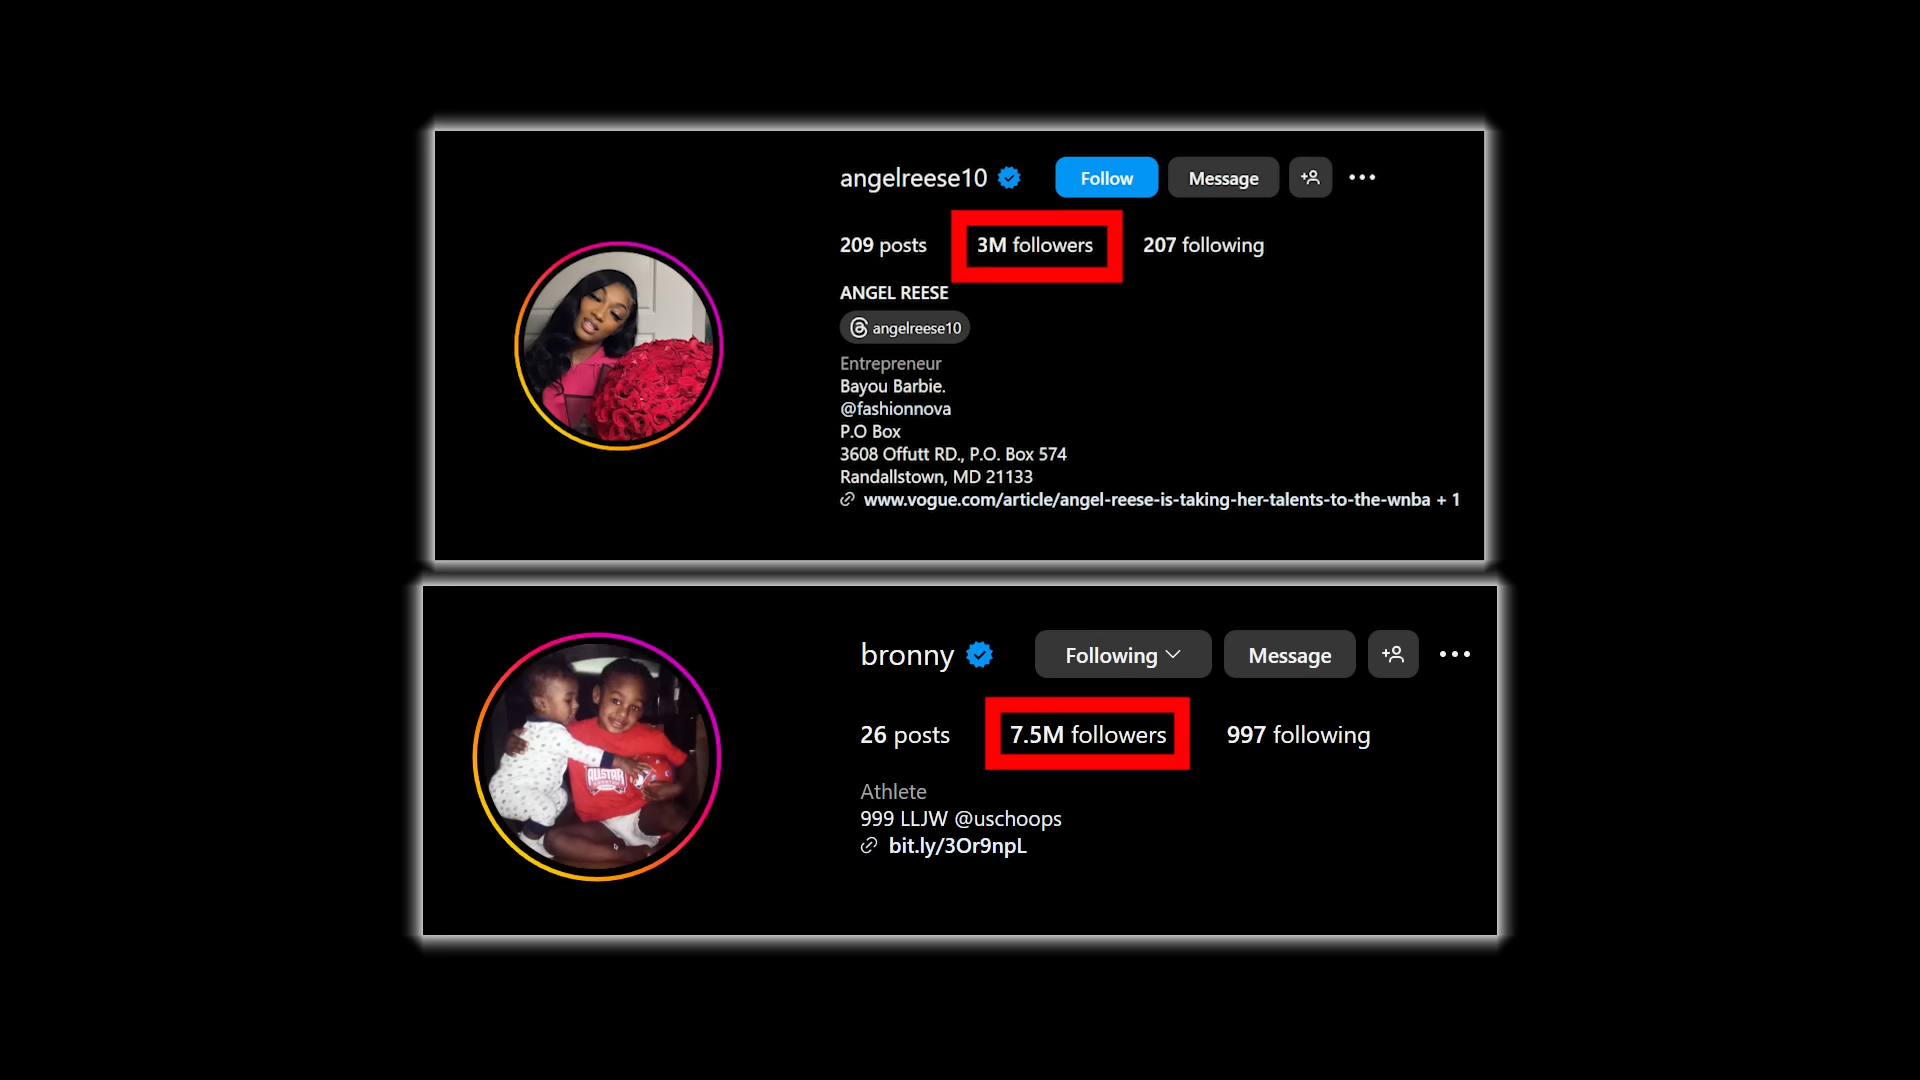 angelreese10 Follow Message
209 posts 3M followers 207 following
ANGEL REESE
angelreese10
Entrepreneur
Bayou Barbie.
@fashionnova
P.O Box
3608 Offutt RD., P.O. Box 574
Randallstown, MD 21133
www.vogue.com/article/angel-reese-is-taking-her-talents-to-the-wnba + 1
bronny Following Message
26 posts 7.5M followers 997 following
ALLSTAR
Athlete
999 LLJW @uschoops
bit.ly/3Or9npL